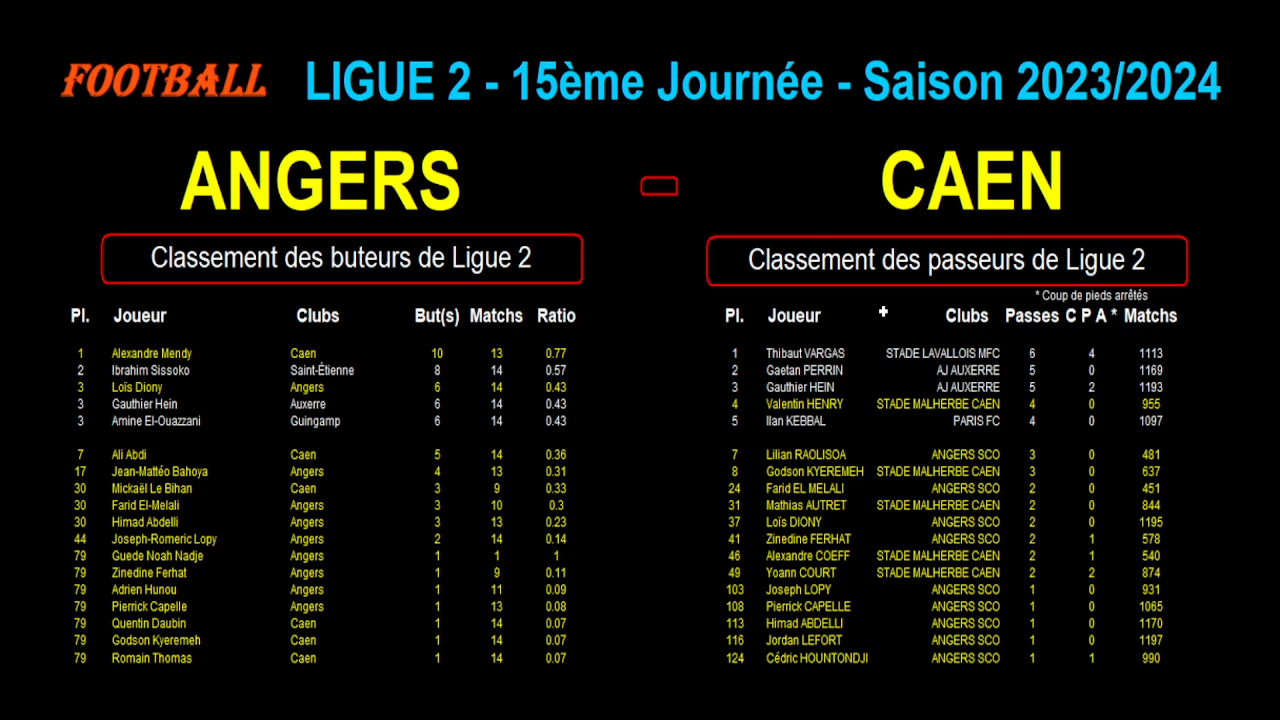 FOOTBALL LIGUE 2 - 15ème Journée - Saison 2023/2024
ANGERS - CAEN
Classement des buteurs de Ligue 2
Pl. Joueur Clubs But(s) Matchs Ratio
1 Alexandre Mendy Caen 10 13 0.77
2 Ibrahim Sissoko Saint-Étienne 8 14 0.57
3 Loïs Diony Angers 6 14 0.43
3 Gauthier Hein Auxerre 6 14 0.43
3 Amine El-Ouazzani Guingamp 6 14 0.43
7 Ali Abdi Caen 5 14 0.36
17 Jean-Mattéo Bahoya Angers 4 13 0.31
30 Mickaël Le Bihan Caen 3 9 0.33
30 Farid El-Melali Angers 3 10 0.3
30 Himad Abdelli Angers 3 13 0.23
44 Joseph-Romeric Lopy Angers 2 14 0.14
79 Guede Noah Nadje Angers 1 1 1
79 Zinedine Ferhat Angers 1 9 0.11
79 Adrien Hunou Angers 1 11 0.09
79 Pierrick Capelle Angers 1 13 0.08
79 Quentin Daubin Caen 1 14 0.07
79 Godson Kyeremeh Caen 1 14 0.07
79 Romain Thomas Caen 1 14 0.07
Classement des passeurs de Ligue 2
* Coup de pieds arrêtés
Pl. Joueur Clubs Passes C P A * Matchs
1 Thibaut VARGAS STADE LAVALLOIS MFC 6 4 1113
2 Gaetan PERRIN AJ AUXERRE 5 0 1169
3 Gauthier HEIN AJ AUXERRE 5 2 1193
4 Valentin HENRY STADE MALHERBE CAEN 4 0 955
5 Ilan KEBBAL PARIS FC 4 0 1097
7 Lilian RAOLISOA ANGERS SCO 3 0 481
8 Godson KYEREMEH STADE MALHERBE CAEN 3 0 637
24 Farid EL MELALI ANGERS SCO 2 0 451
31 Mathias AUTRET STADE MALHERBE CAEN 2 0 844
37 Loïs DIONY ANGERS SCO 2 0 1195
41 Zinedine FERHAT ANGERS SCO 2 1 578
46 Alexandre COEFF STADE MALHERBE CAEN 2 1 540
49 Yoann COURT STADE MALHERBE CAEN 2 2 874
103 Joseph LOPY ANGERS SCO 1 0 931
108 Pierrick CAPELLE ANGERS SCO 1 0 1065
113 Himad ABDELLI ANGERS SCO 1 0 1170
116 Jordan LEFORT ANGERS SCO 1 0 1197
124 Cédric HOUNTONDJI ANGERS SCO 1 1 990